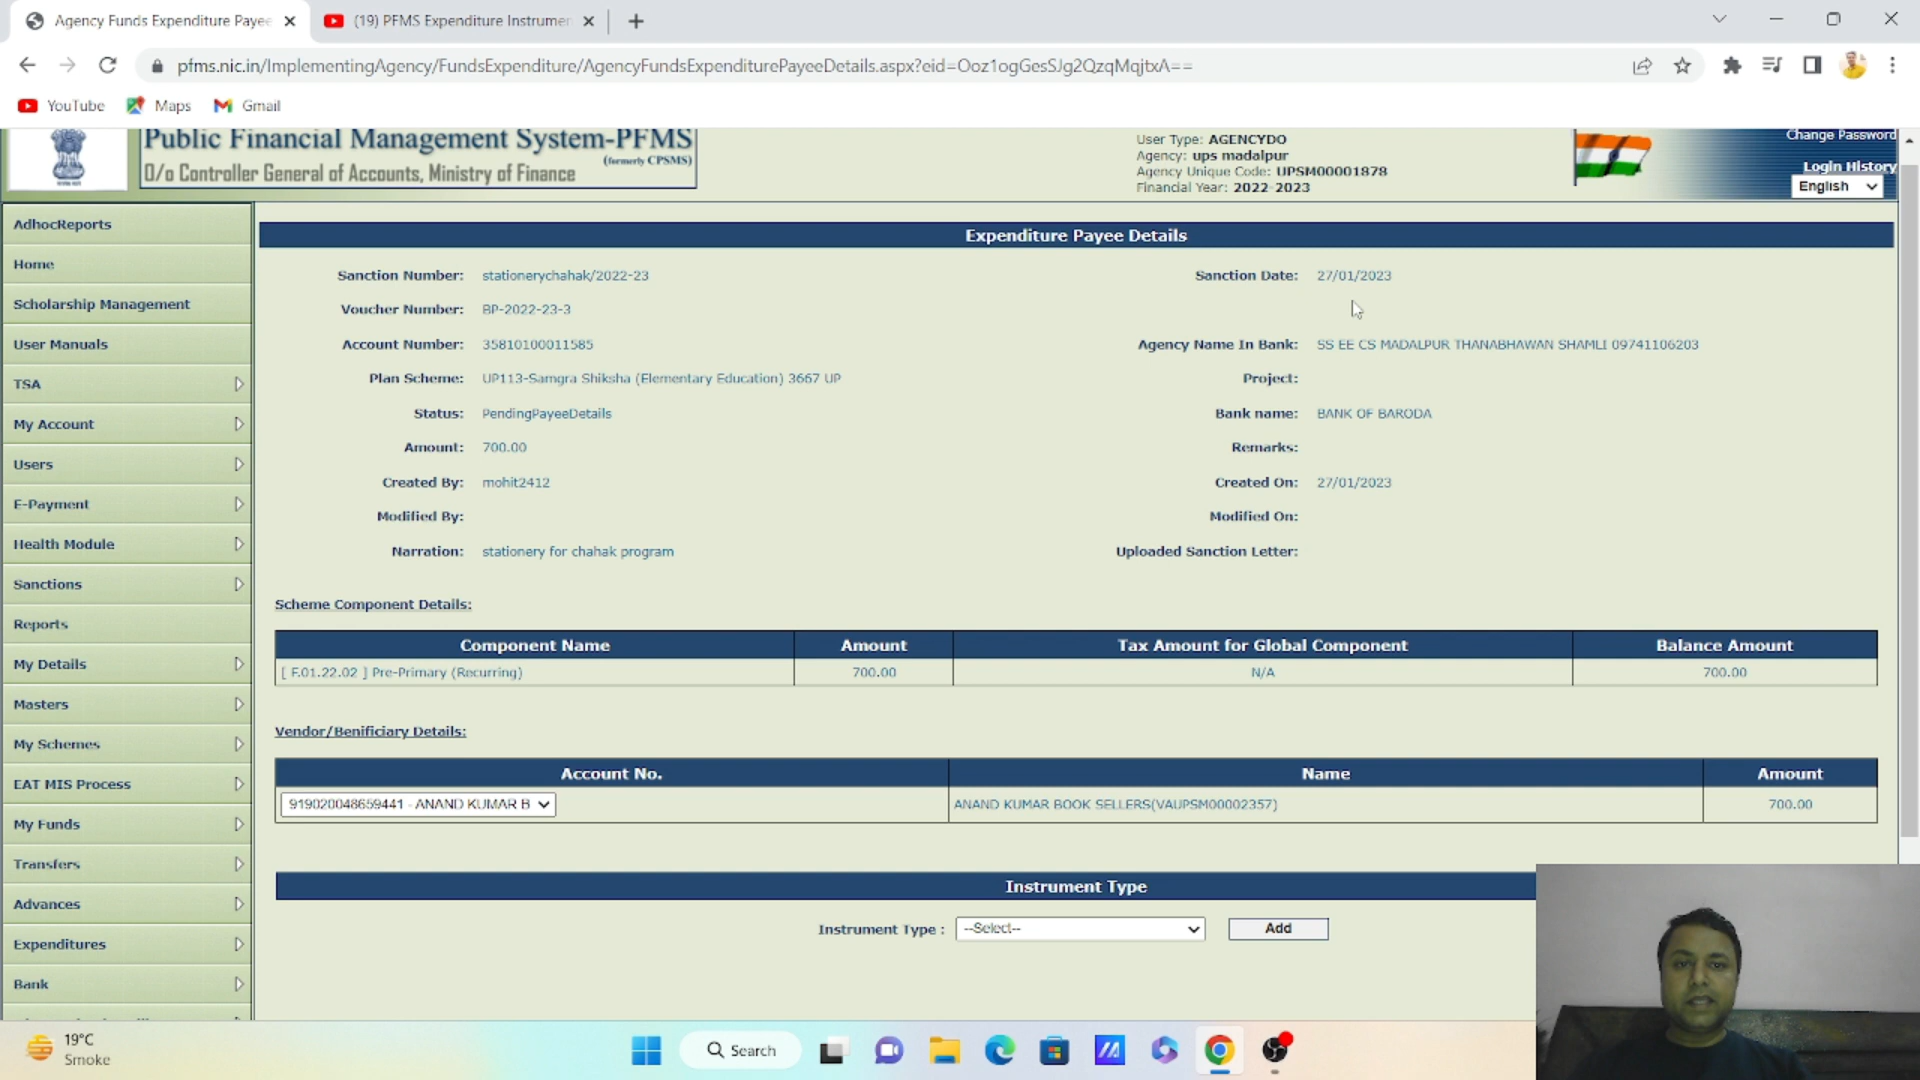 Agency Funds Expenditure Payee
(19) PFMS Expenditure Instrumen
pfms.nic.in/ImplementingAgency/FundsExpenditure/AgencyFundsExpenditurePayeeDetails.aspx?eid=Ooz1ogGesSJg2QzqMqjtxA==
YouTube
Maps
Gmail
Public Financial Management System-PFMS
(formerly CPSMS)
O/o Controller General of Accounts, Ministry of Finance
User Type: AGENCYDO
Agency: ups madalpur
Agency Unique Code: UPSM00001878
Financial Year: 2022-2023
Change Password
Login History
English
AdhocReports
Home
Scholarship Management
User Manuals
TSA
My Account
Users
E-Payment
Health Module
Sanctions
Reports
My Details
Masters
My Schemes
EAT MIS Process
My Funds
Transfers
Advances
Expenditures
Bank
Expenditure Payee Details
Sanction Number: stationerychahak/2022-23
Sanction Date: 27/01/2023
Voucher Number: BP-2022-23-3
Account Number: 35810100011585
Agency Name In Bank: SS EE CS MADALPUR THANABHAWAN SHAMLI 09741106203
Plan Scheme: UP113-Samgra Shiksha (Elementary Education) 3667 UP
Project:
Status: PendingPayeeDetails
Bank name: BANK OF BARODA
Amount: 700.00
Remarks:
Created By: mohit2412
Created On: 27/01/2023
Modified By:
Modified On:
Narration: stationery for chahak program
Uploaded Sanction Letter:
Scheme Component Details:
Component Name Amount Tax Amount for Global Component Balance Amount
[ F.01.22.02 ] Pre-Primary (Recurring) 700.00 N/A 700.00
Vendor/Benificiary Details:
Account No. Name Amount
919020048659441 - ANAND KUMAR B ANAND KUMAR BOOK SELLERS(VAUPSM00002357) 700.00
Instrument Type
Instrument Type : --Select-- Add
19°C
Smoke
Search